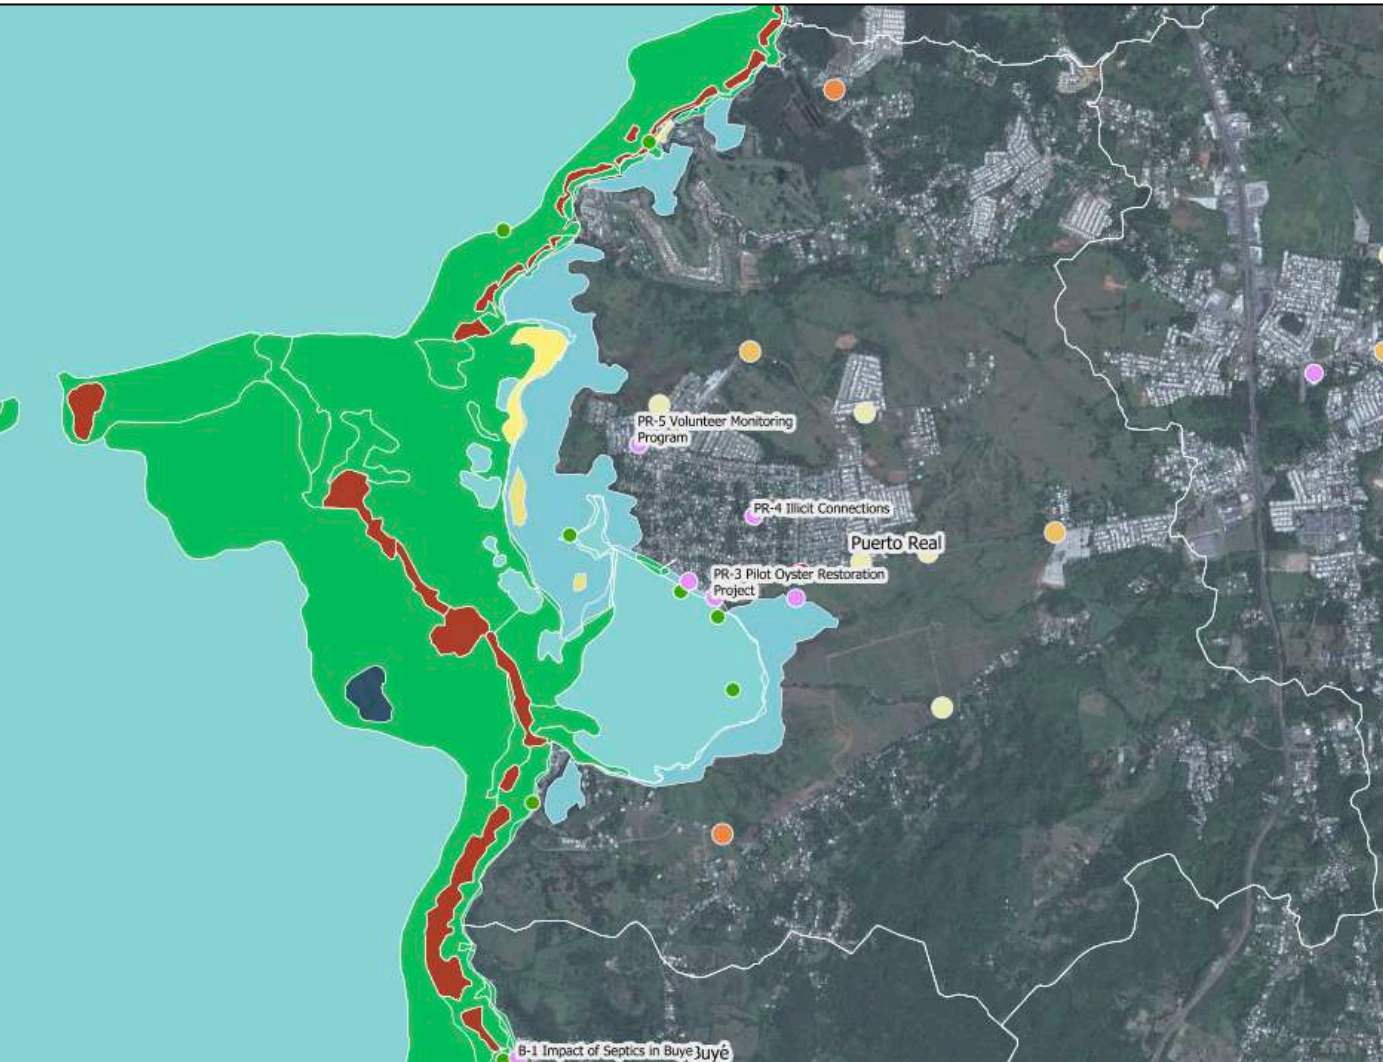 PR-5 Volunteer Monitoring
Program
PR-4 Illicit Connections
Puerto Real
PR-3 Pilot Oyster Restoration
Project
B-1 Impact of Septics in Buye
Buyé